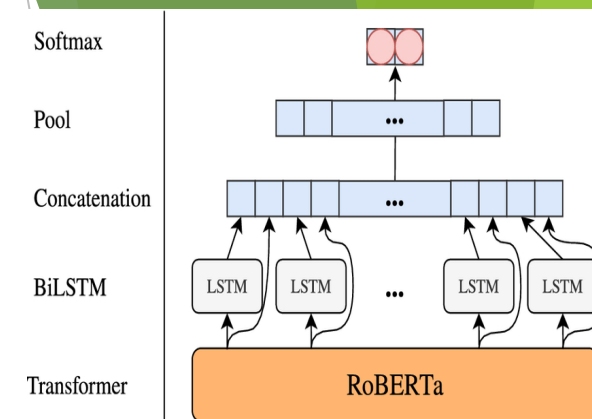 Softmax
Pool
...
Concatenation
...
BiLSTM
LSTM LSTM ... LSTM LSTM
Transformer
RoBERTa